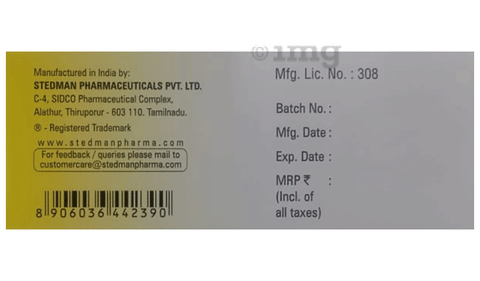 ©1mg
Manufactured in India by:
STEDMAN PHARMACEUTICALS PVT. LTD.
C-4, SIDCO Pharmaceutical Complex,
Alathur, Thiruporur - 603 110. Tamilnadu.
® - Registered Trademark
www.stedmanpharma.com
For feedback / queries please mail to
customercare@stedmanpharma.com
8 906036 442390
Mfg. Lic. No. : 308
Batch No. :
Mfg. Date :
Exp. Date :
MRP ₹ :
(Incl. of
all taxes)